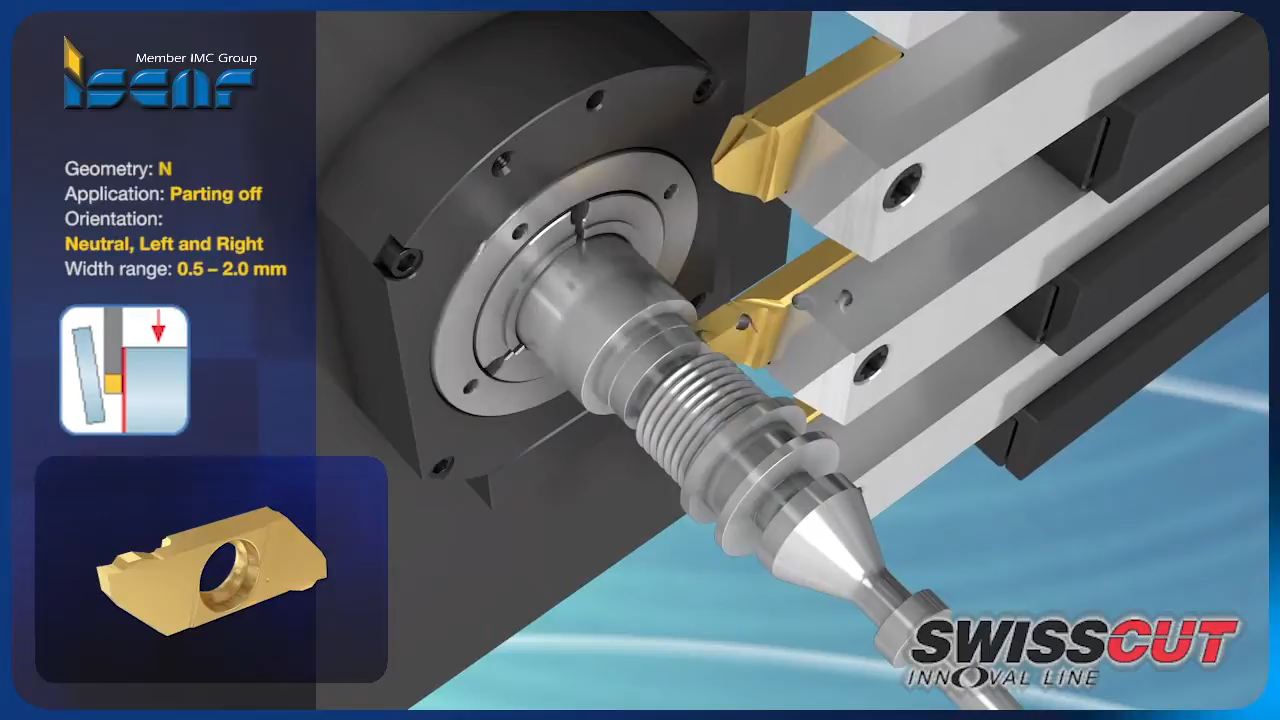 Member IMC Group
iscar
Geometry: N
Application: Parting off
Orientation:
Neutral, Left and Right
Width range: 0.5 – 2.0 mm
SWISSCUT
INNOVAL LINE